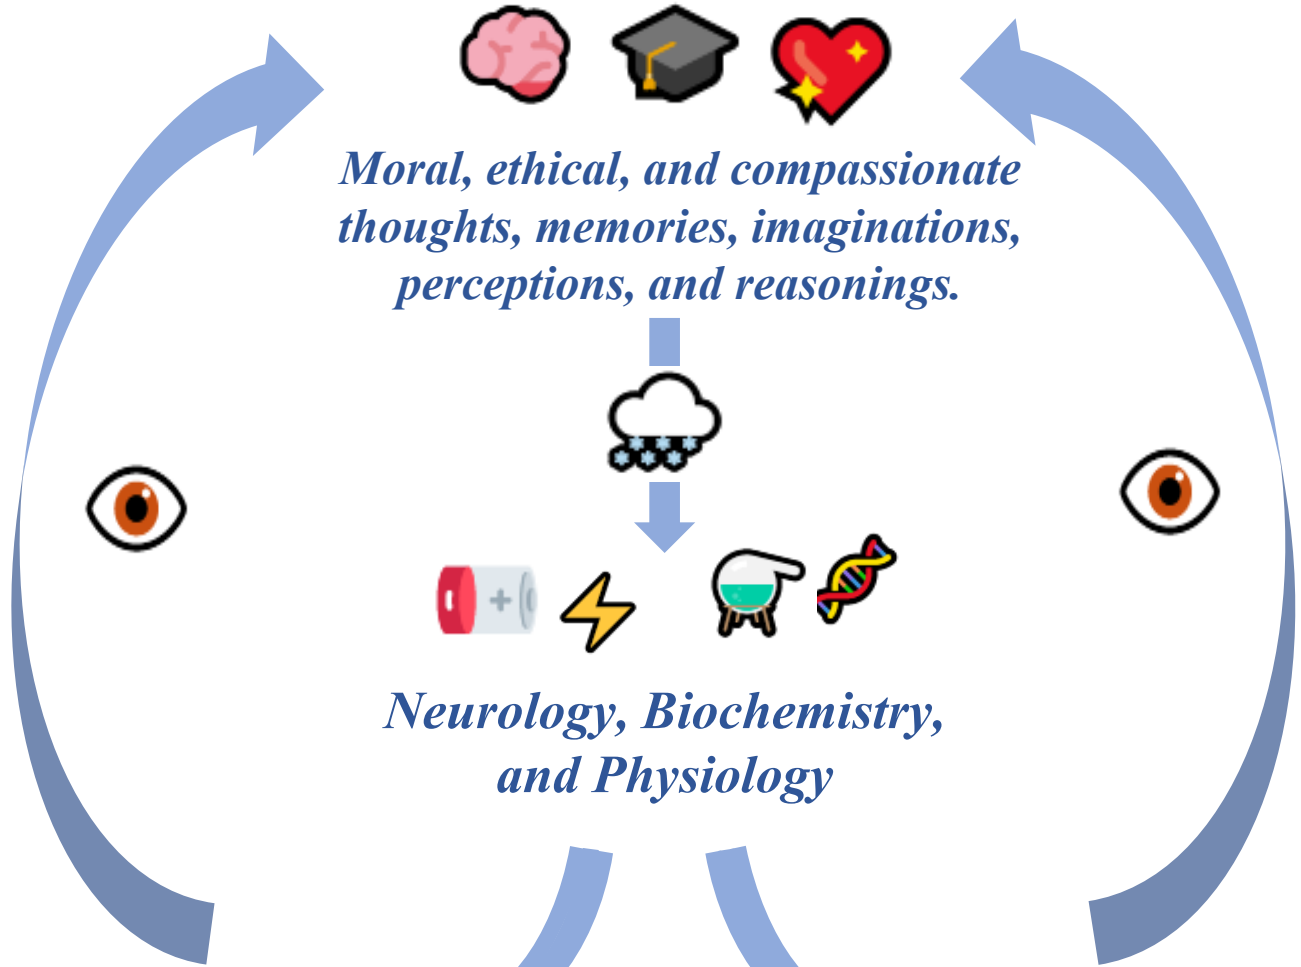 Moral, ethical, and compassionate
thoughts, memories, imaginations,
perceptions, and reasonings.
Neurology, Biochemistry,
and Physiology